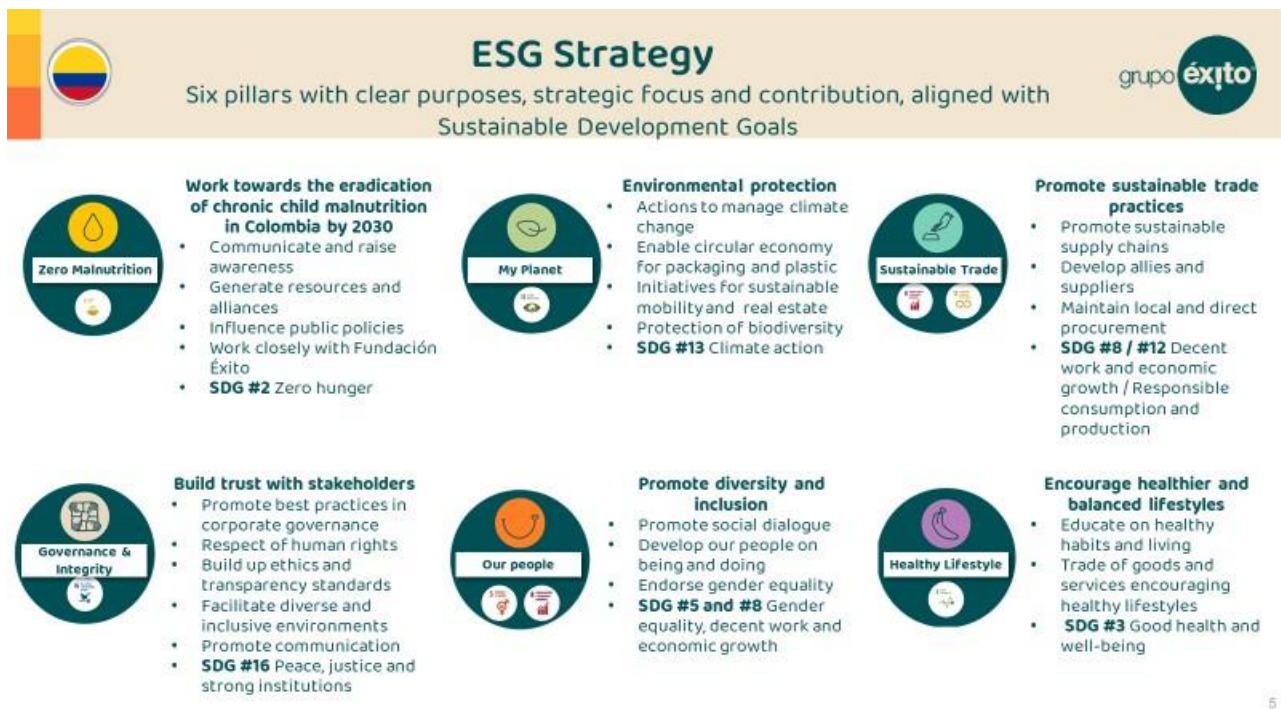 ESG Strategy
Six pillars with clear purposes, strategic focus and contribution, aligned with
Sustainable Development Goals
grupo éxito
Zero Malnutrition
Work towards the eradication
of chronic child malnutrition
in Colombia by 2030
• Communicate and raise
awareness
• Generate resources and
alliances
• Influence public policies
• Work closely with Fundación
Éxito
• SDG #2 Zero hunger
My Planet
Environmental protection
• Actions to manage climate
change
• Enable circular economy
for packaging and plastic
• Initiatives for sustainable
mobility and real estate
• Protection of biodiversity
• SDG #13 Climate action
Sustainable Trade
Promote sustainable trade
practices
• Promote sustainable
supply chains
• Develop allies and
suppliers
• Maintain local and direct
procurement
• SDG #8 / #12 Decent
work and economic
growth / Responsible
consumption and
production
Governance &
Integrity
Build trust with stakeholders
• Promote best practices in
corporate governance
• Respect of human rights
• Build up ethics and
transparency standards
• Facilitate diverse and
inclusive environments
• Promote communication
• SDG #16 Peace, justice and
strong institutions
Our people
Promote diversity and
inclusion
• Promote social dialogue
• Develop our people on
being and doing
• Endorse gender equality
• SDG #5 and #8 Gender
equality, decent work and
economic growth
Healthy Lifestyle
Encourage healthier and
balanced lifestyles
• Educate on healthy
habits and living
• Trade of goods and
services encouraging
healthy lifestyles
• SDG #3 Good health and
well-being
5